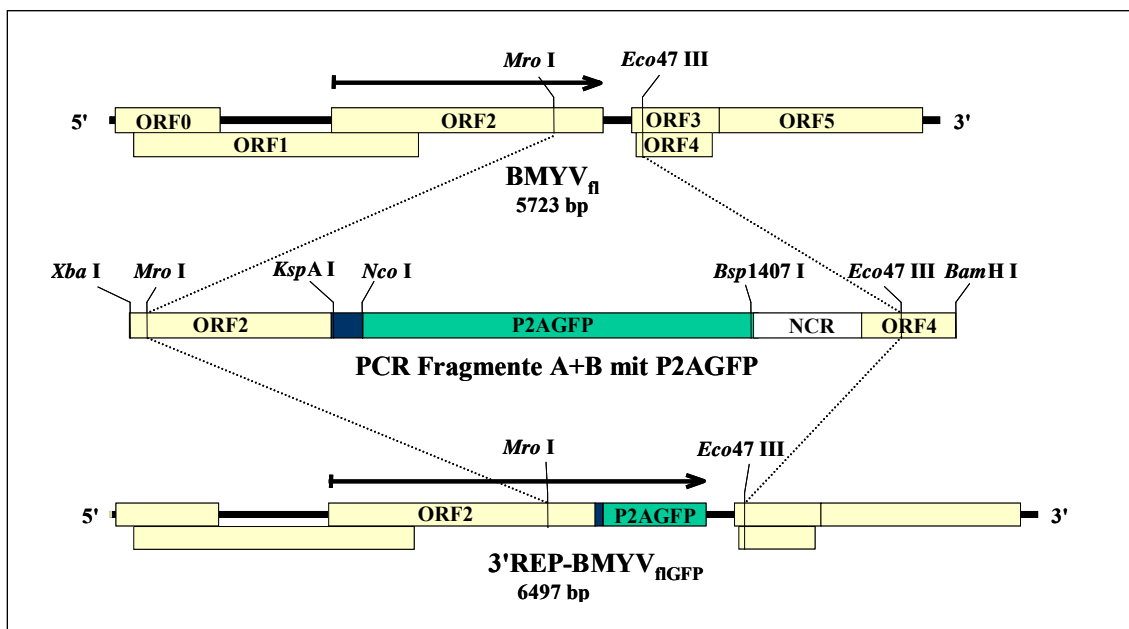 Mro I Eco47 III
5' ORF0 ORF2 ORF3 ORF5 3'
ORF1 ORF4
BMYVfl
5723 bp
Xba I Mro I KspA I Nco I Bsp1407 I Eco47 III BamH I
ORF2 P2AGFP NCR ORF4
PCR Fragmente A+B mit P2AGFP
Mro I Eco47 III
5' ORF2 P2AGFP 3'
3'REP-BMYVflGFP
6497 bp